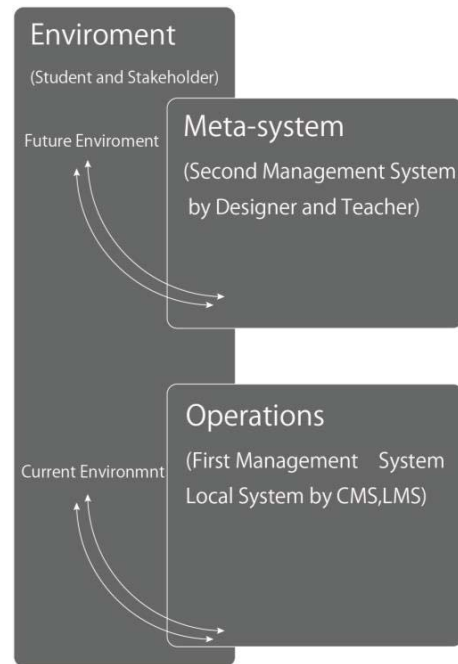 Enviroment
(Student and Stakeholder)
Future Enviroment
Meta-system
(Second Management System
by Designer and Teacher)
Operations
(First Management System
Local System by CMS,LMS)
Current Environmnt